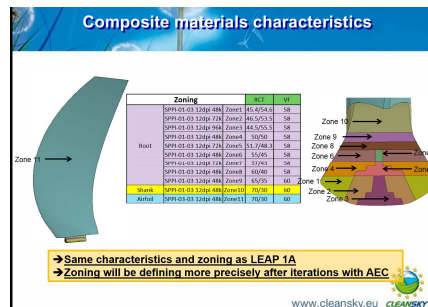 Composite materials characteristics
Zoning RCT VF
Root
SPPI-01-03 12dpi 48k Zone1 45.4/54.6 58
SPPI-01-03 12dpi 72k Zone2 46.5/53.5 58
SPPI-01-03 12dpi 96k Zone3 44.5/55.5 58
SPPI-01-03 12dpi 48k Zone4 50/50 58
SPPI-01-03 12dpi 72k Zone5 51.7/48.3 58
SPPI-01-03 12dpi 48k Zone6 55/45 58
SPPI-01-03 12dpi 48k Zone7 57/43 58
SPPI-01-03 12dpi 48k Zone8 60/40 58
SPPI-01-03 12dpi 48k Zone9 65/35 60
Shank SPPI-01-03 12dpi 48k Zone10 70/30 60
Airfoil SPPI-01-03 12dpi 48k Zone11 70/30 60
Zone 11
Zone 10
Zone 9
Zone 8
Zone 6
Zone 4
Zone 1
Zone 2
Zone 3
➔Same characteristics and zoning as LEAP 1A
➔Zoning will be defining more precisely after iterations with AEC
www.cleansky.eu CLEANSKY